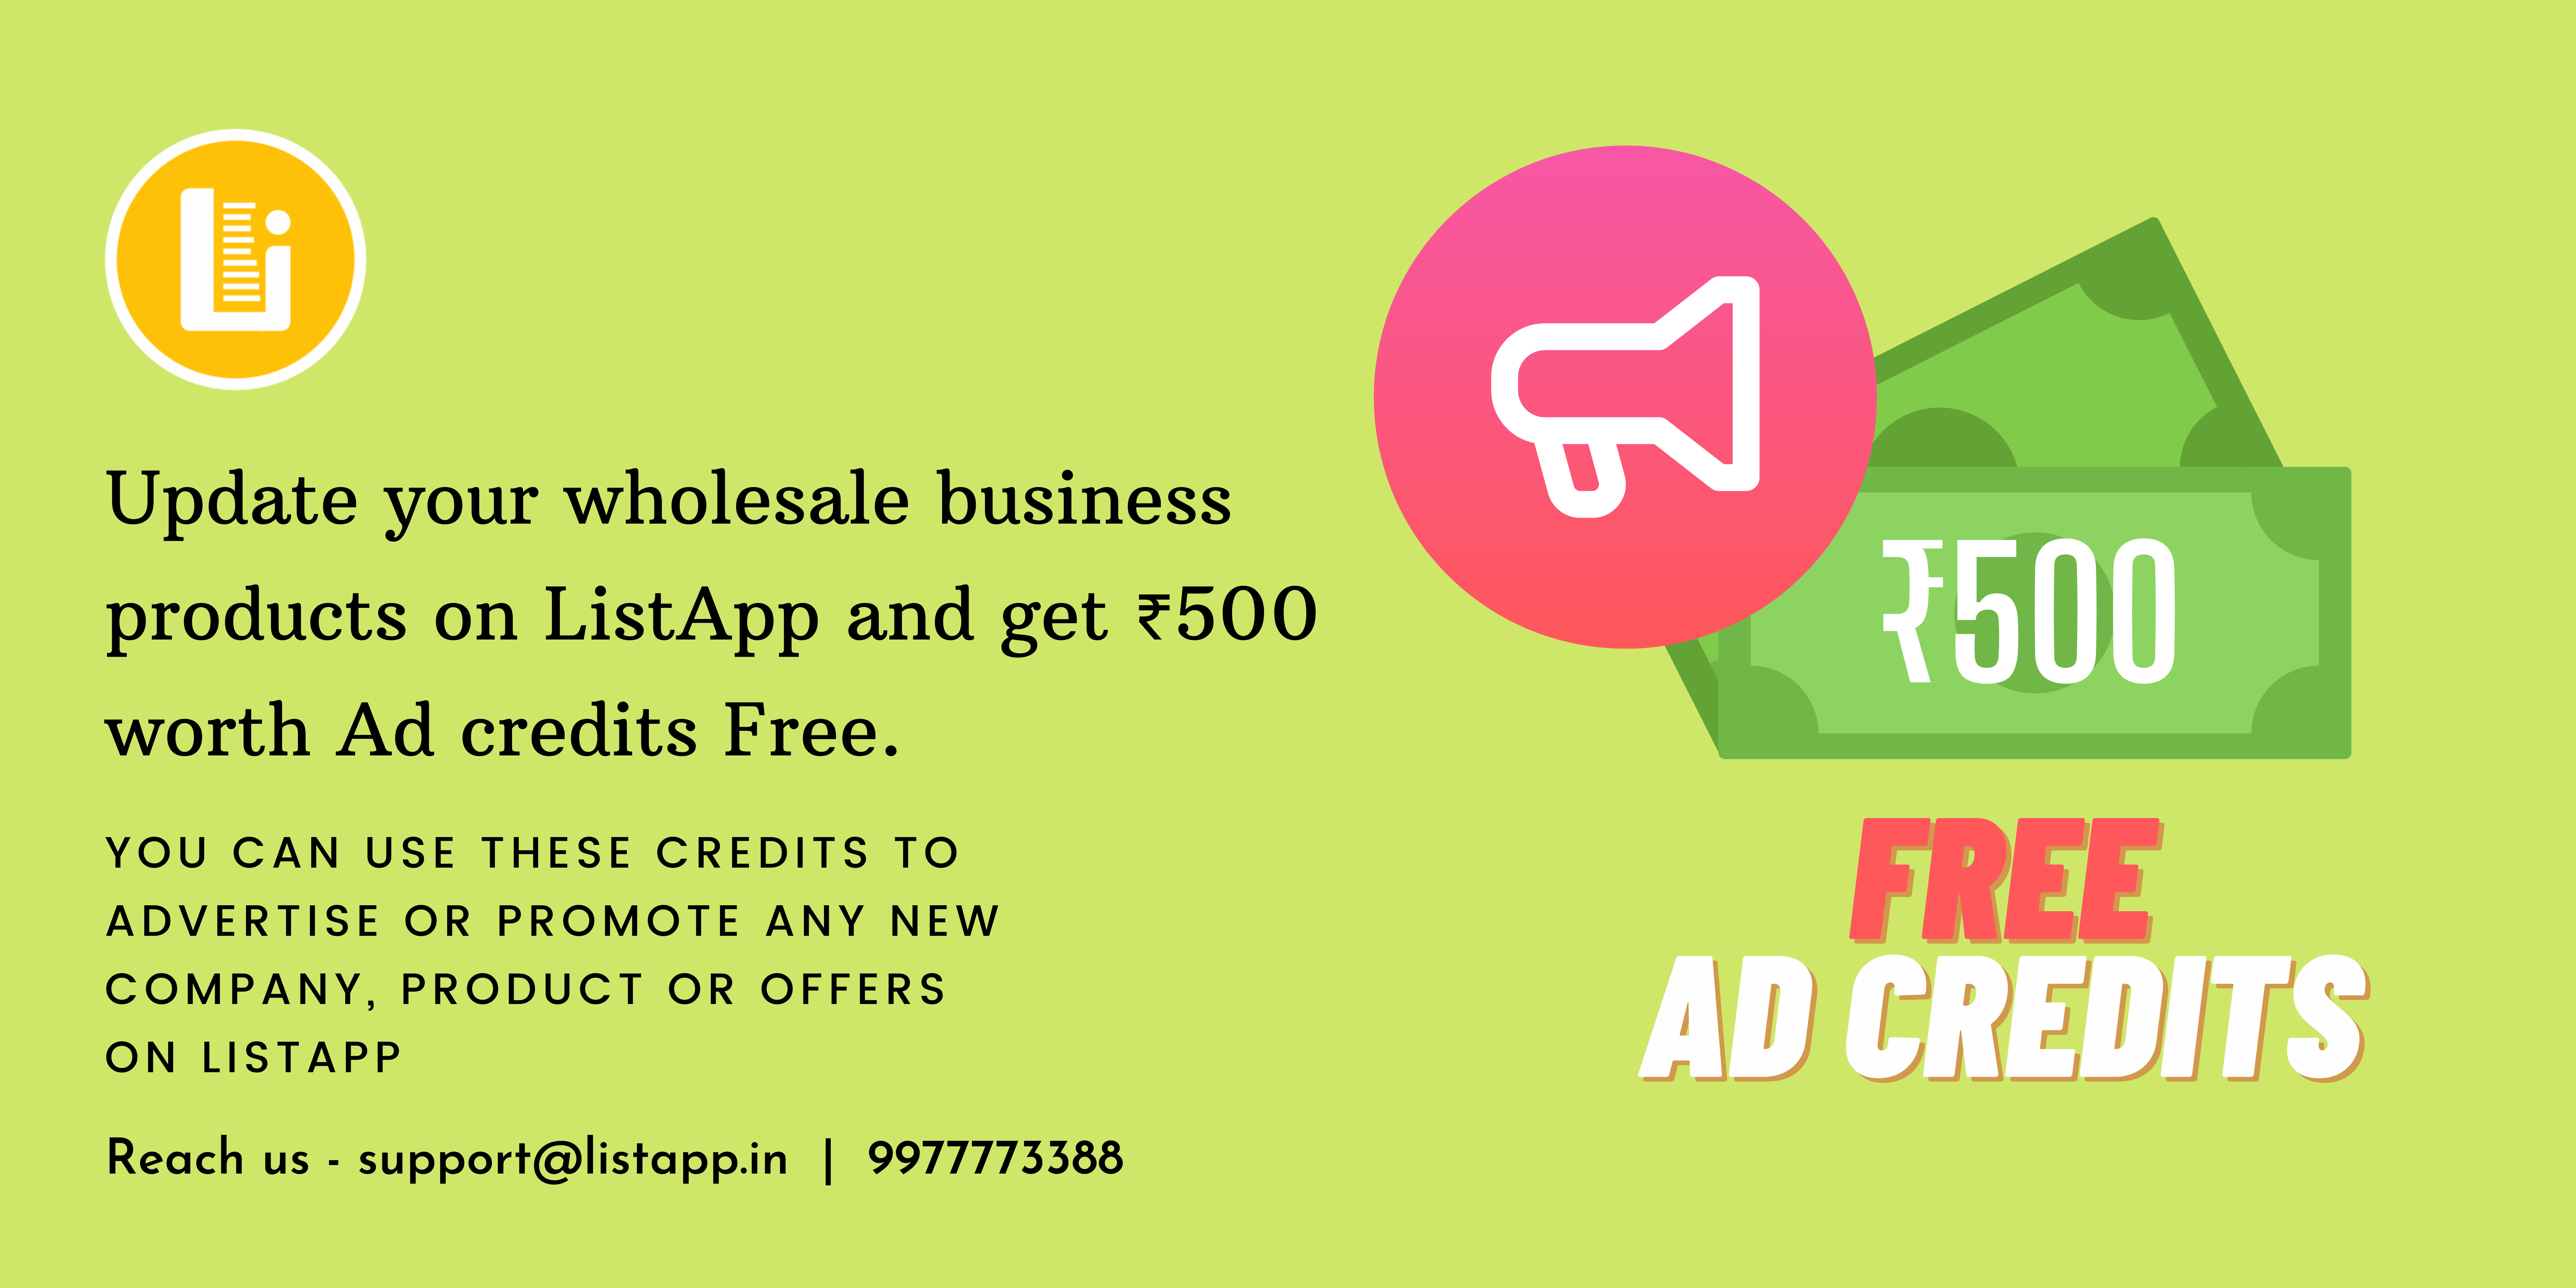 Li
Update your wholesale business
products on ListApp and get ₹500
worth Ad credits Free.
YOU CAN USE THESE CREDITS TO
ADVERTISE OR PROMOTE ANY NEW
COMPANY, PRODUCT OR OFFERS
ON LISTAPP
Reach us - support@listapp.in | 9977773388
₹500
FREE
AD CREDITS